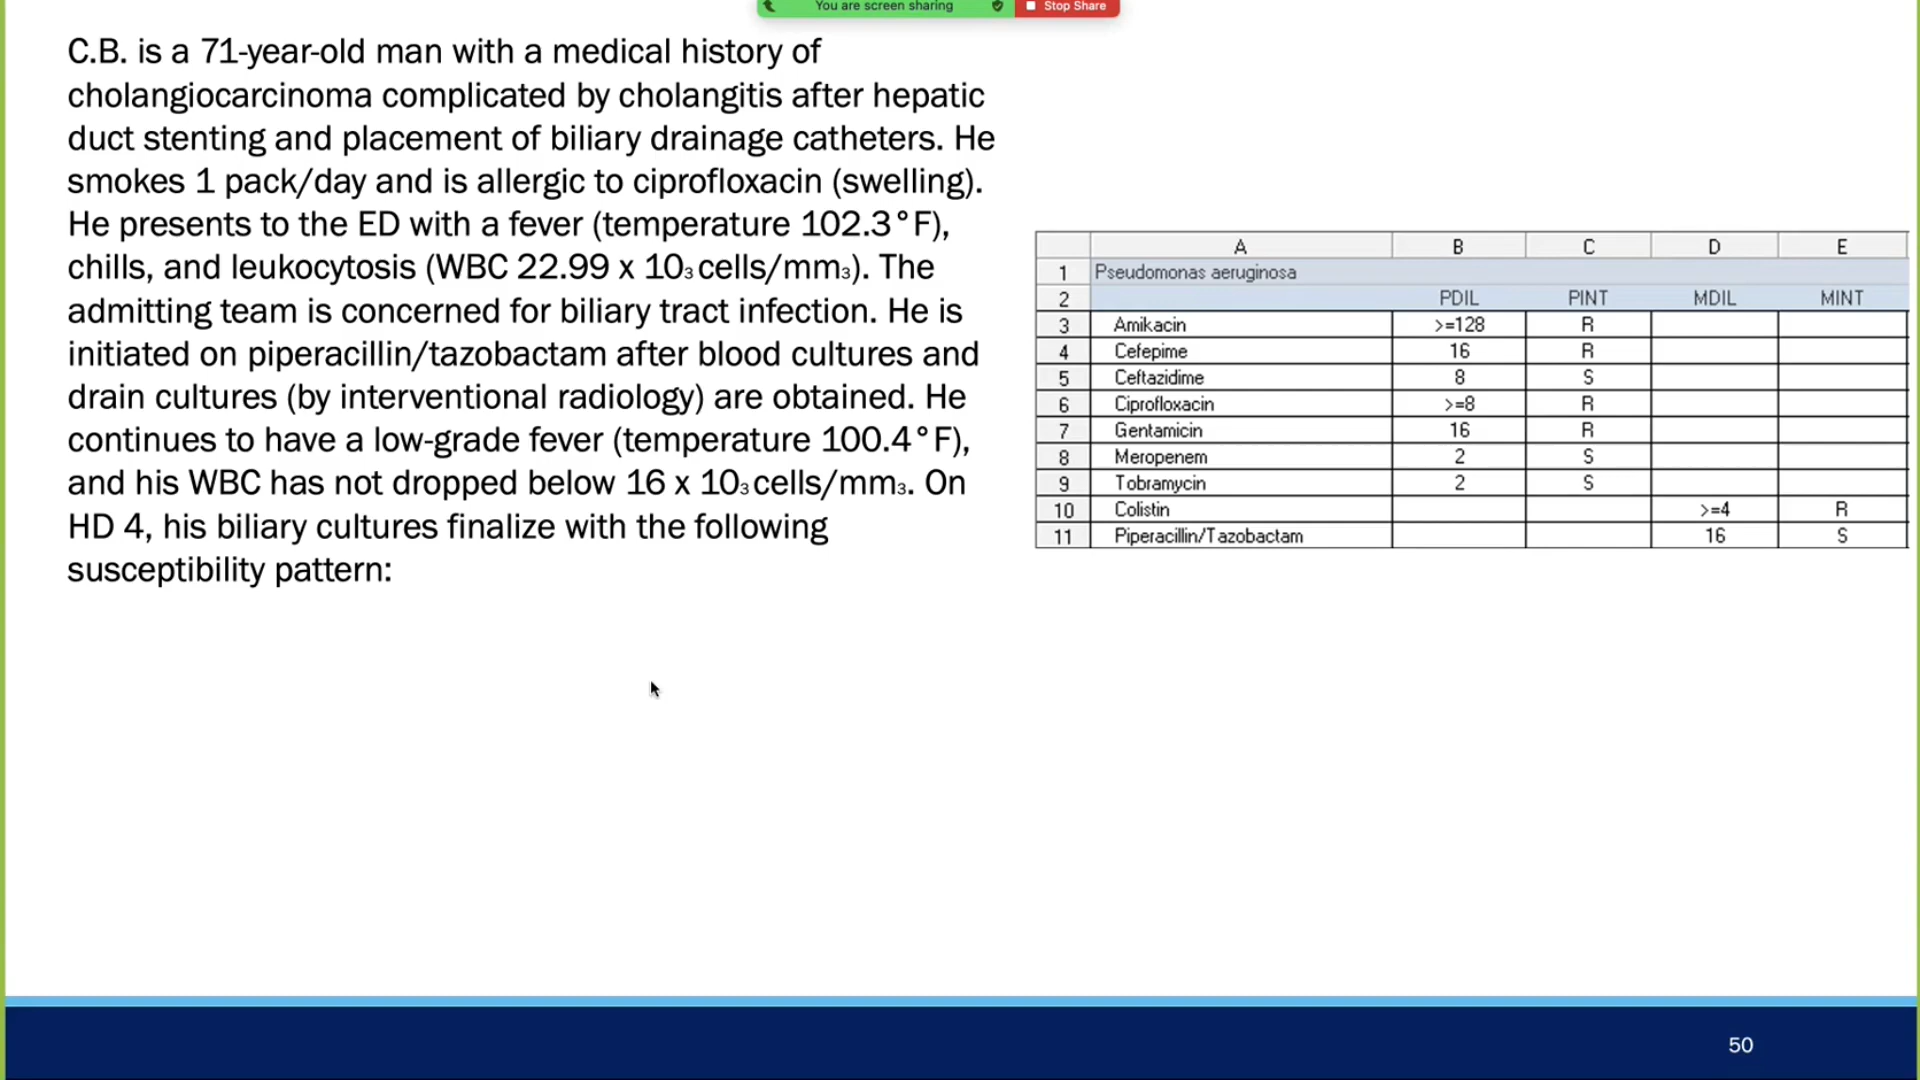 You are screen sharing Stop Share
C.B. is a 71-year-old man with a medical history of
cholangiocarcinoma complicated by cholangitis after hepatic
duct stenting and placement of biliary drainage catheters. He
smokes 1 pack/day and is allergic to ciprofloxacin (swelling).
He presents to the ED with a fever (temperature 102.3°F),
chills, and leukocytosis (WBC 22.99 x 10₃ cells/mm₃). The
admitting team is concerned for biliary tract infection. He is
initiated on piperacillin/tazobactam after blood cultures and
drain cultures (by interventional radiology) are obtained. He
continues to have a low-grade fever (temperature 100.4°F),
and his WBC has not dropped below 16 x 10₃ cells/mm₃. On
HD 4, his biliary cultures finalize with the following
susceptibility pattern:
A B C D E
1 Pseudomonas aeruginosa
2 PDIL PINT MDIL MINT
3 Amikacin >=128 R
4 Cefepime 16 R
5 Ceftazidime 8 S
6 Ciprofloxacin >=8 R
7 Gentamicin 16 R
8 Meropenem 2 S
9 Tobramycin 2 S
10 Colistin >=4 R
11 Piperacillin/Tazobactam 16 S
50